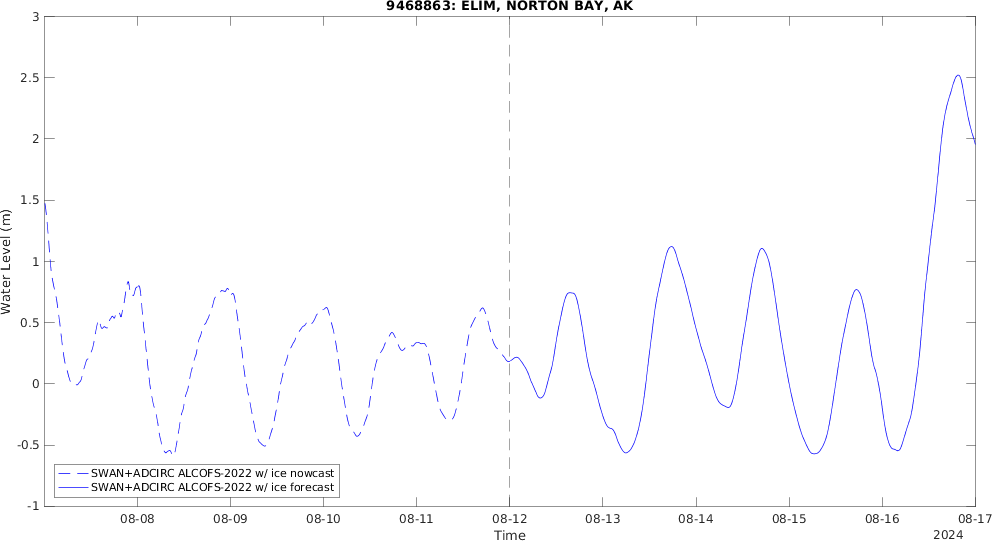 9468863: ELIM, NORTON BAY, AK
3
2.5
2
1.5
1
0.5
0
-0.5
-1
Water Level (m)
SWAN+ADCIRC ALCOFS-2022 w/ ice nowcast
SWAN+ADCIRC ALCOFS-2022 w/ ice forecast
08-08 08-09 08-10 08-11 08-12 08-13 08-14 08-15 08-16 08-17
Time
2024